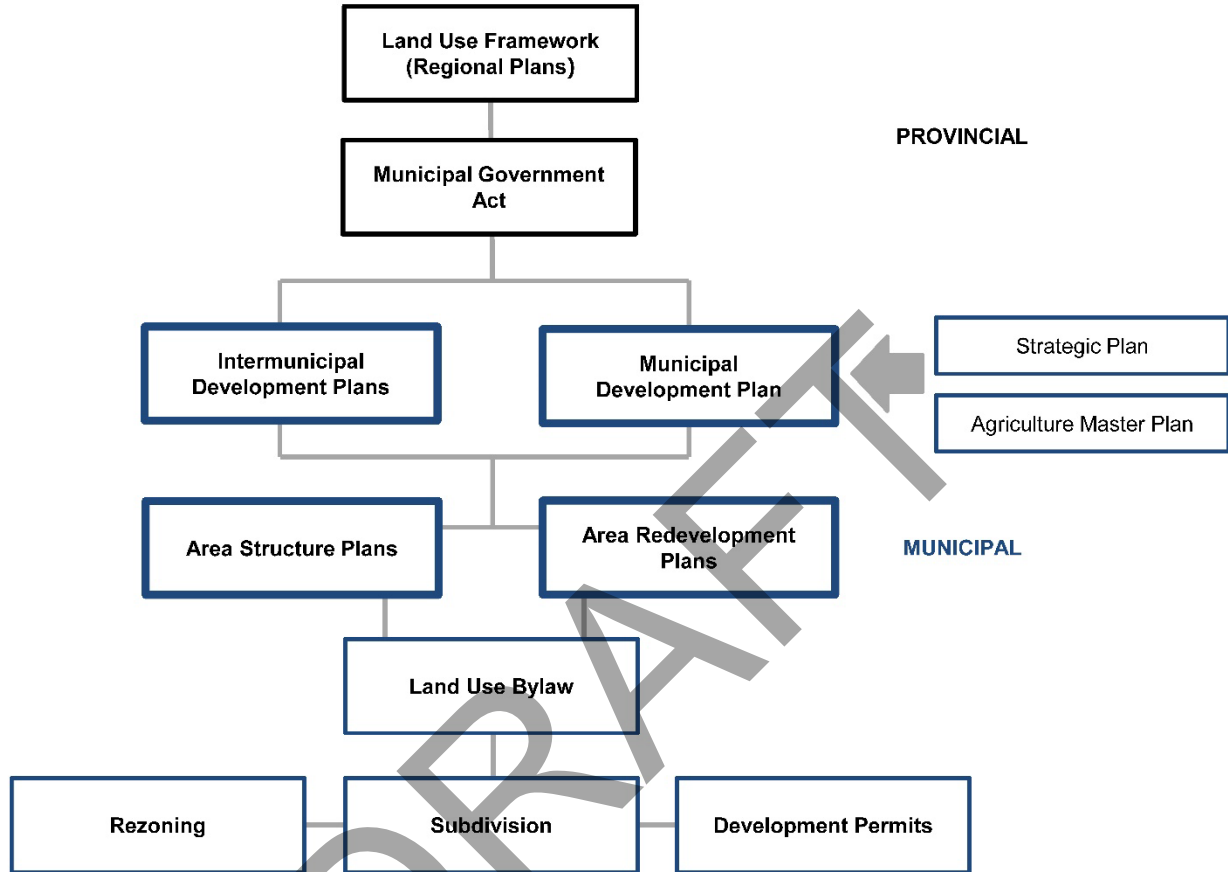 Land Use Framework
(Regional Plans)
PROVINCIAL
Municipal Government
Act
Intermunicipal
Development Plans
Municipal
Development Plan
Strategic Plan
Agriculture Master Plan
Area Structure Plans
Area Redevelopment
Plans
MUNICIPAL
Land Use Bylaw
Rezoning
Subdivision
Development Permits
DRAFT